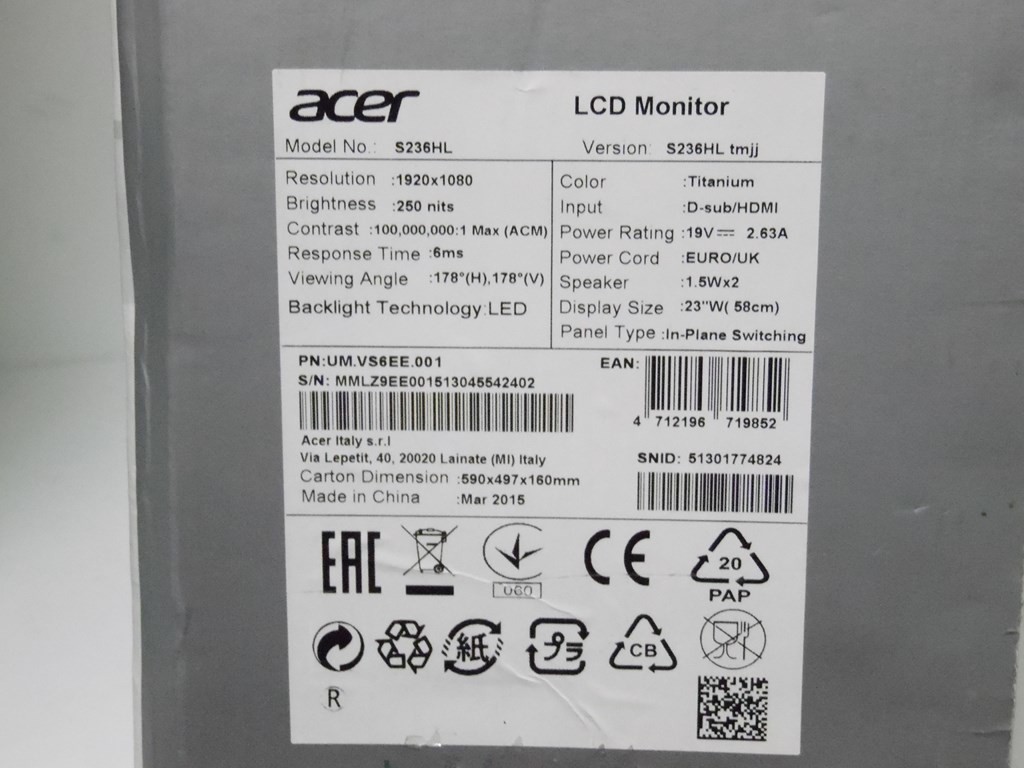 acer LCD Monitor
Model No.: S236HL Version: S236HL tmjj
Resolution :1920x1080
Brightness :250 nits
Contrast :100,000,000:1 Max (ACM)
Response Time :6ms
Viewing Angle :178°(H),178°(V)
Backlight Technology:LED
Color :Titanium
Input :D-sub/HDMI
Power Rating :19V⎓ 2.63A
Power Cord :EURO/UK
Speaker :1.5Wx2
Display Size :23"W( 58cm)
Panel Type :In-Plane Switching
PN:UM.VS6EE.001
S/N: MMLZ9EE001513045542402
Acer Italy s.r.l
Via Lepetit, 40, 20020 Lainate (MI) Italy
Carton Dimension :590x497x160mm
Made in China :Mar 2015
EAN:
4 712196 719852
SNID: 51301774824
EAC
CE
20
PAP
紙
プラ
CB
R